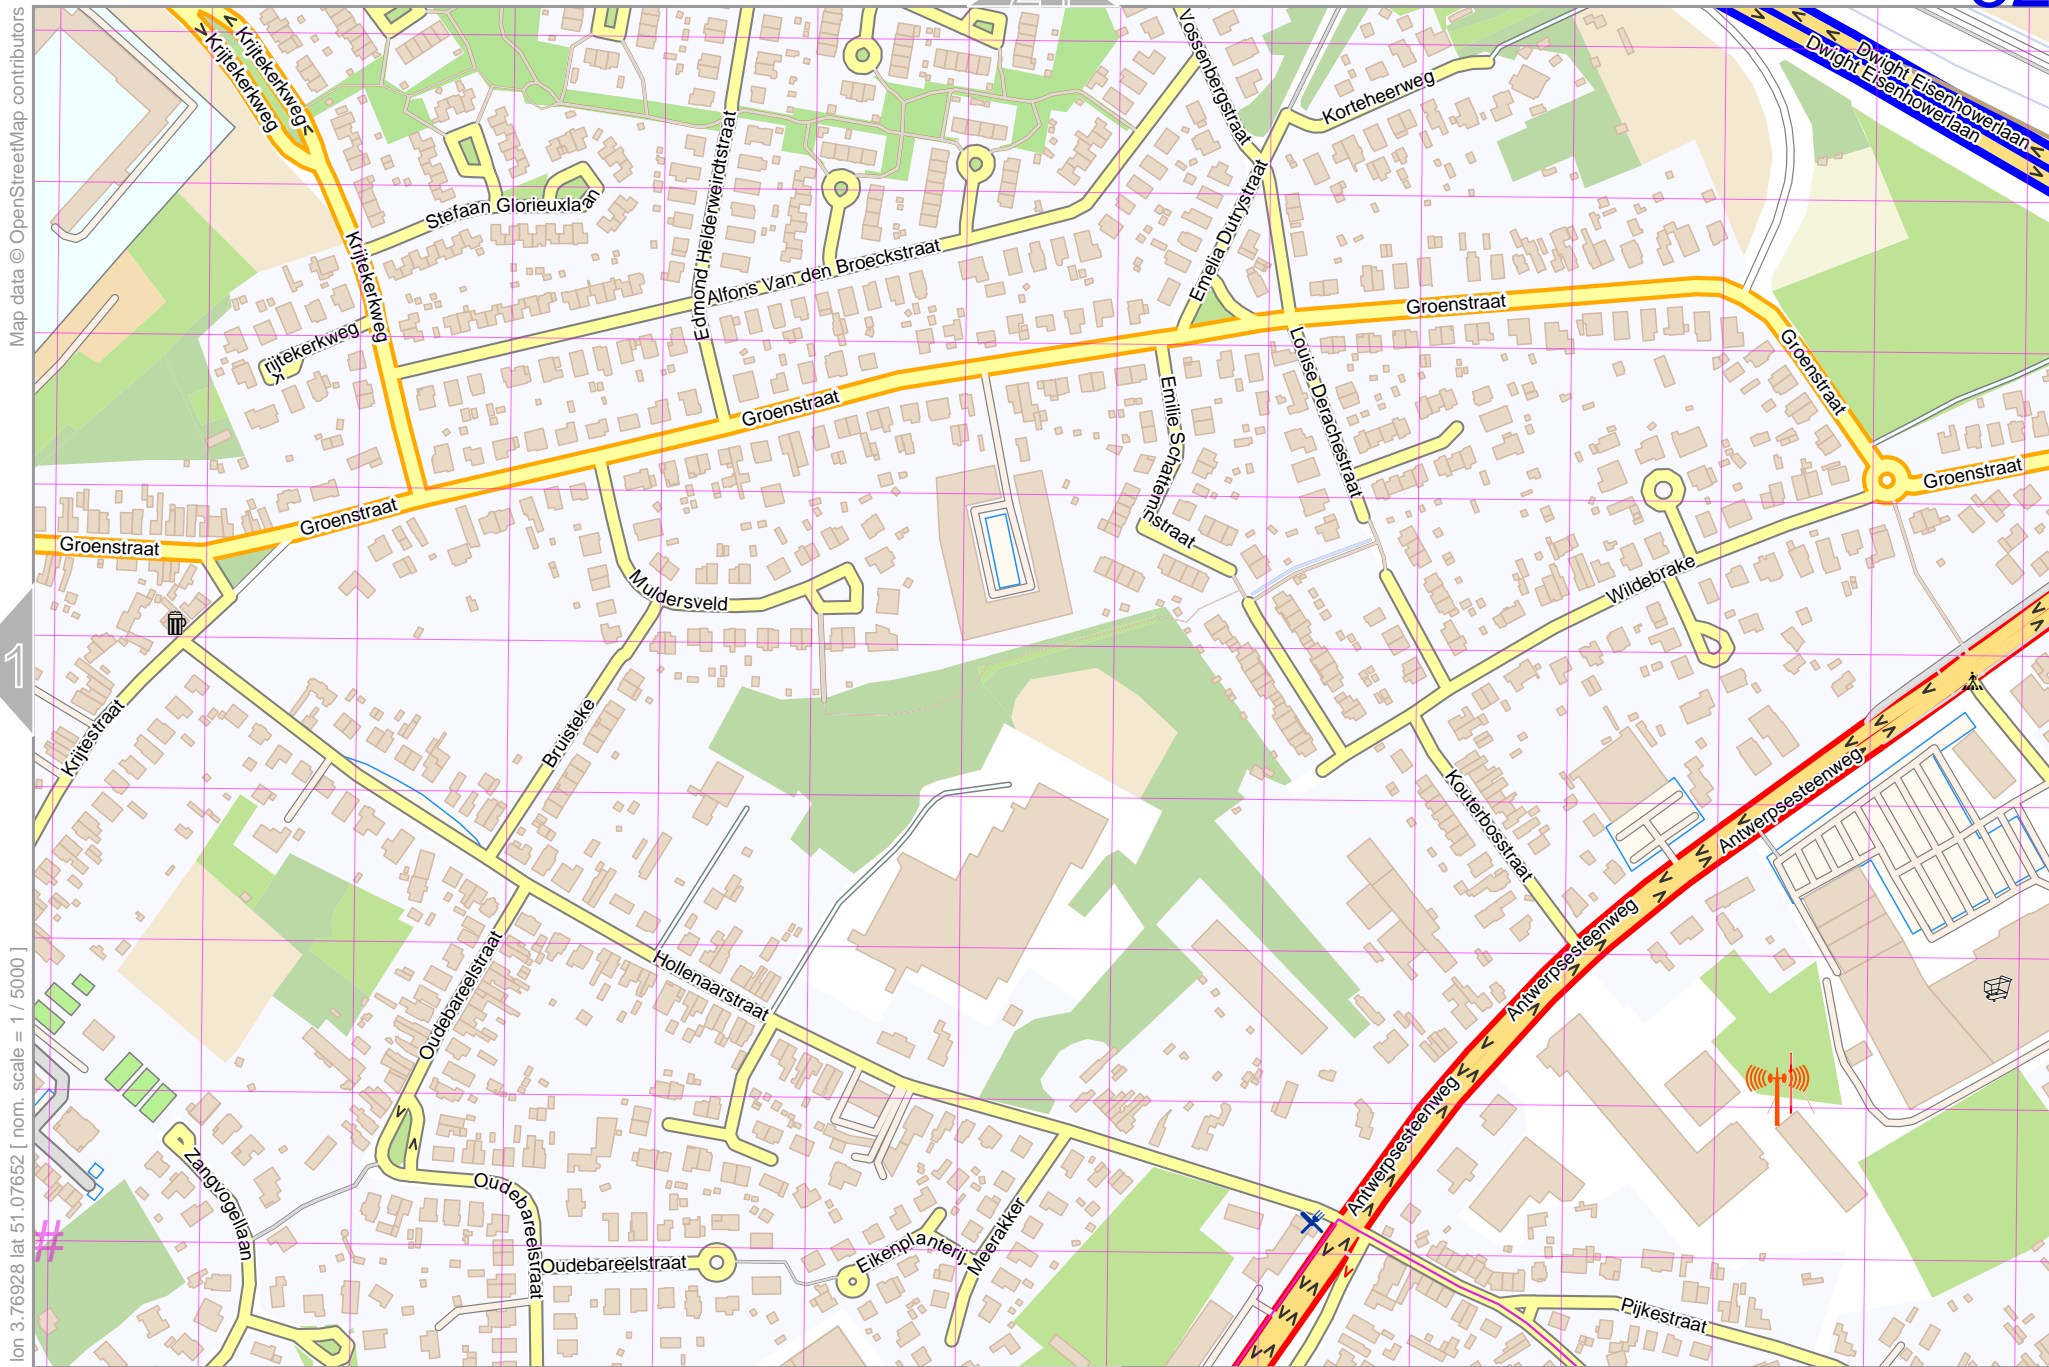 Map data © OpenStreetMap contributors
lon 3.76928 lat 51.07652 [ nom. scale = 1 / 5000 ]
1
#
Krijtekerkweg
Krijtekerkweg
Krijtekerkweg
rijtekerkweg
K
Stefaan Glorieuxlaan
Edmond Helderweirdtstraat
Alfons Van den Broeckstraat
Vossenbergstraat
Korteheerweg
Emelia Dutrystraat
Dwight Eisenhowerlaan
Dwight Eisenhowerlaan
Groenstraat
Groenstraat
Groenstraat
Groenstraat
Groenstraat
Groenstraat
Louise Derachestraat
Emilie Schatten
nstraat
Muldersveld
Bruisteke
Krijtestraat
Wildebrake
Kouterbosstraat
Antwerpsesteenweg
Antwerpsesteenweg
Antwerpsesteenweg
Hollenaarstraat
Oudebareelstraat
Oudebareelstraat
Oudebareelstraat
Zangvogellaan
Eikenplanterij
Meerakker
Pijkestraat